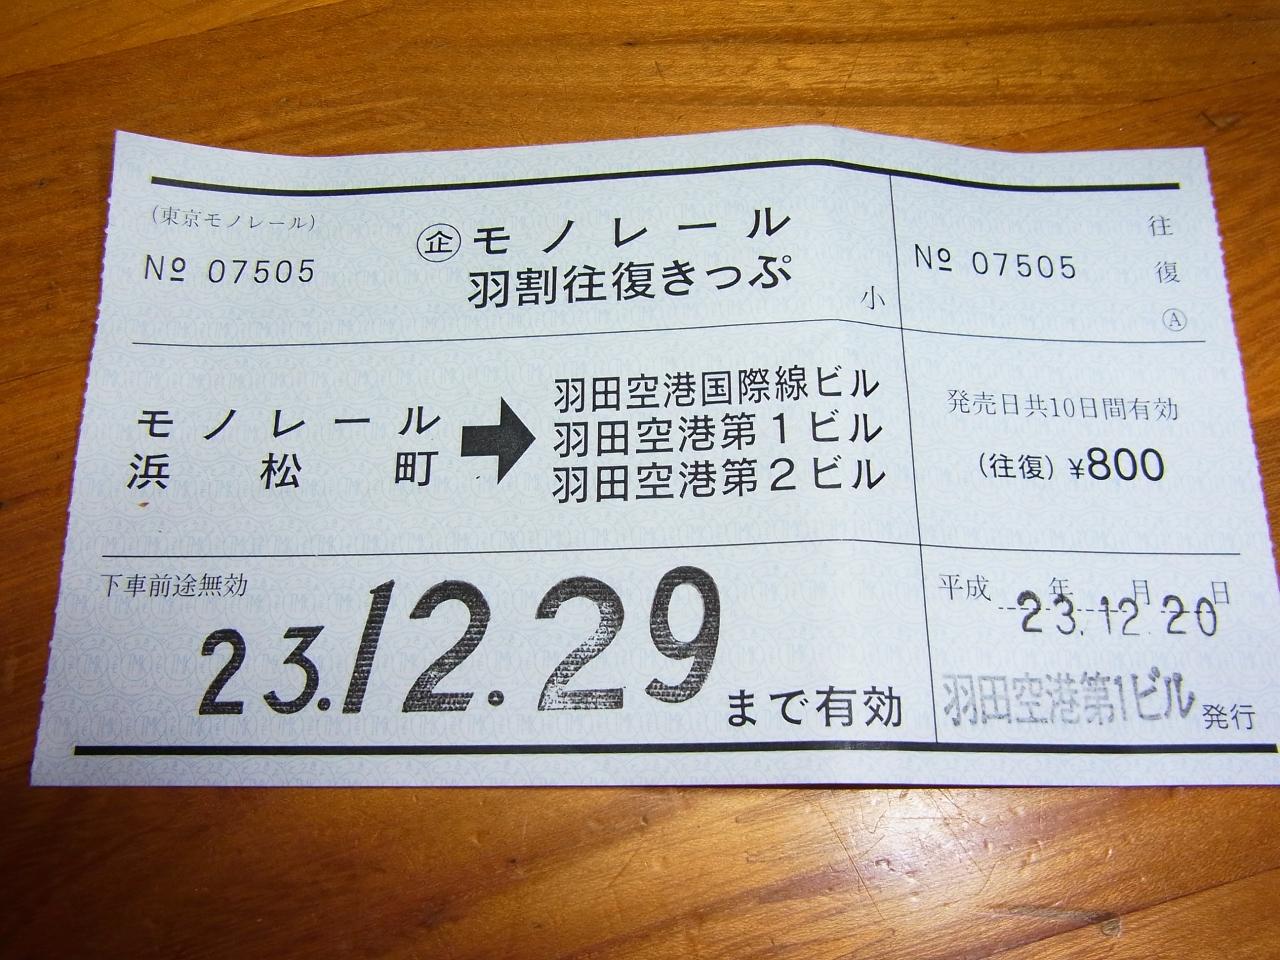 (東京モノレール)
№ 07505
㊭モノレール
羽割往復きっぷ
小
№ 07505
往復
Ⓐ
モノレール
浜松町
➡
羽田空港国際線ビル
羽田空港第1ビル
羽田空港第2ビル
発売日共10日間有効
(往復) ¥800
下車前途無効
23.12.29まで有効
平成 年 月 日
23.12.20
羽田空港第1ビル 発行